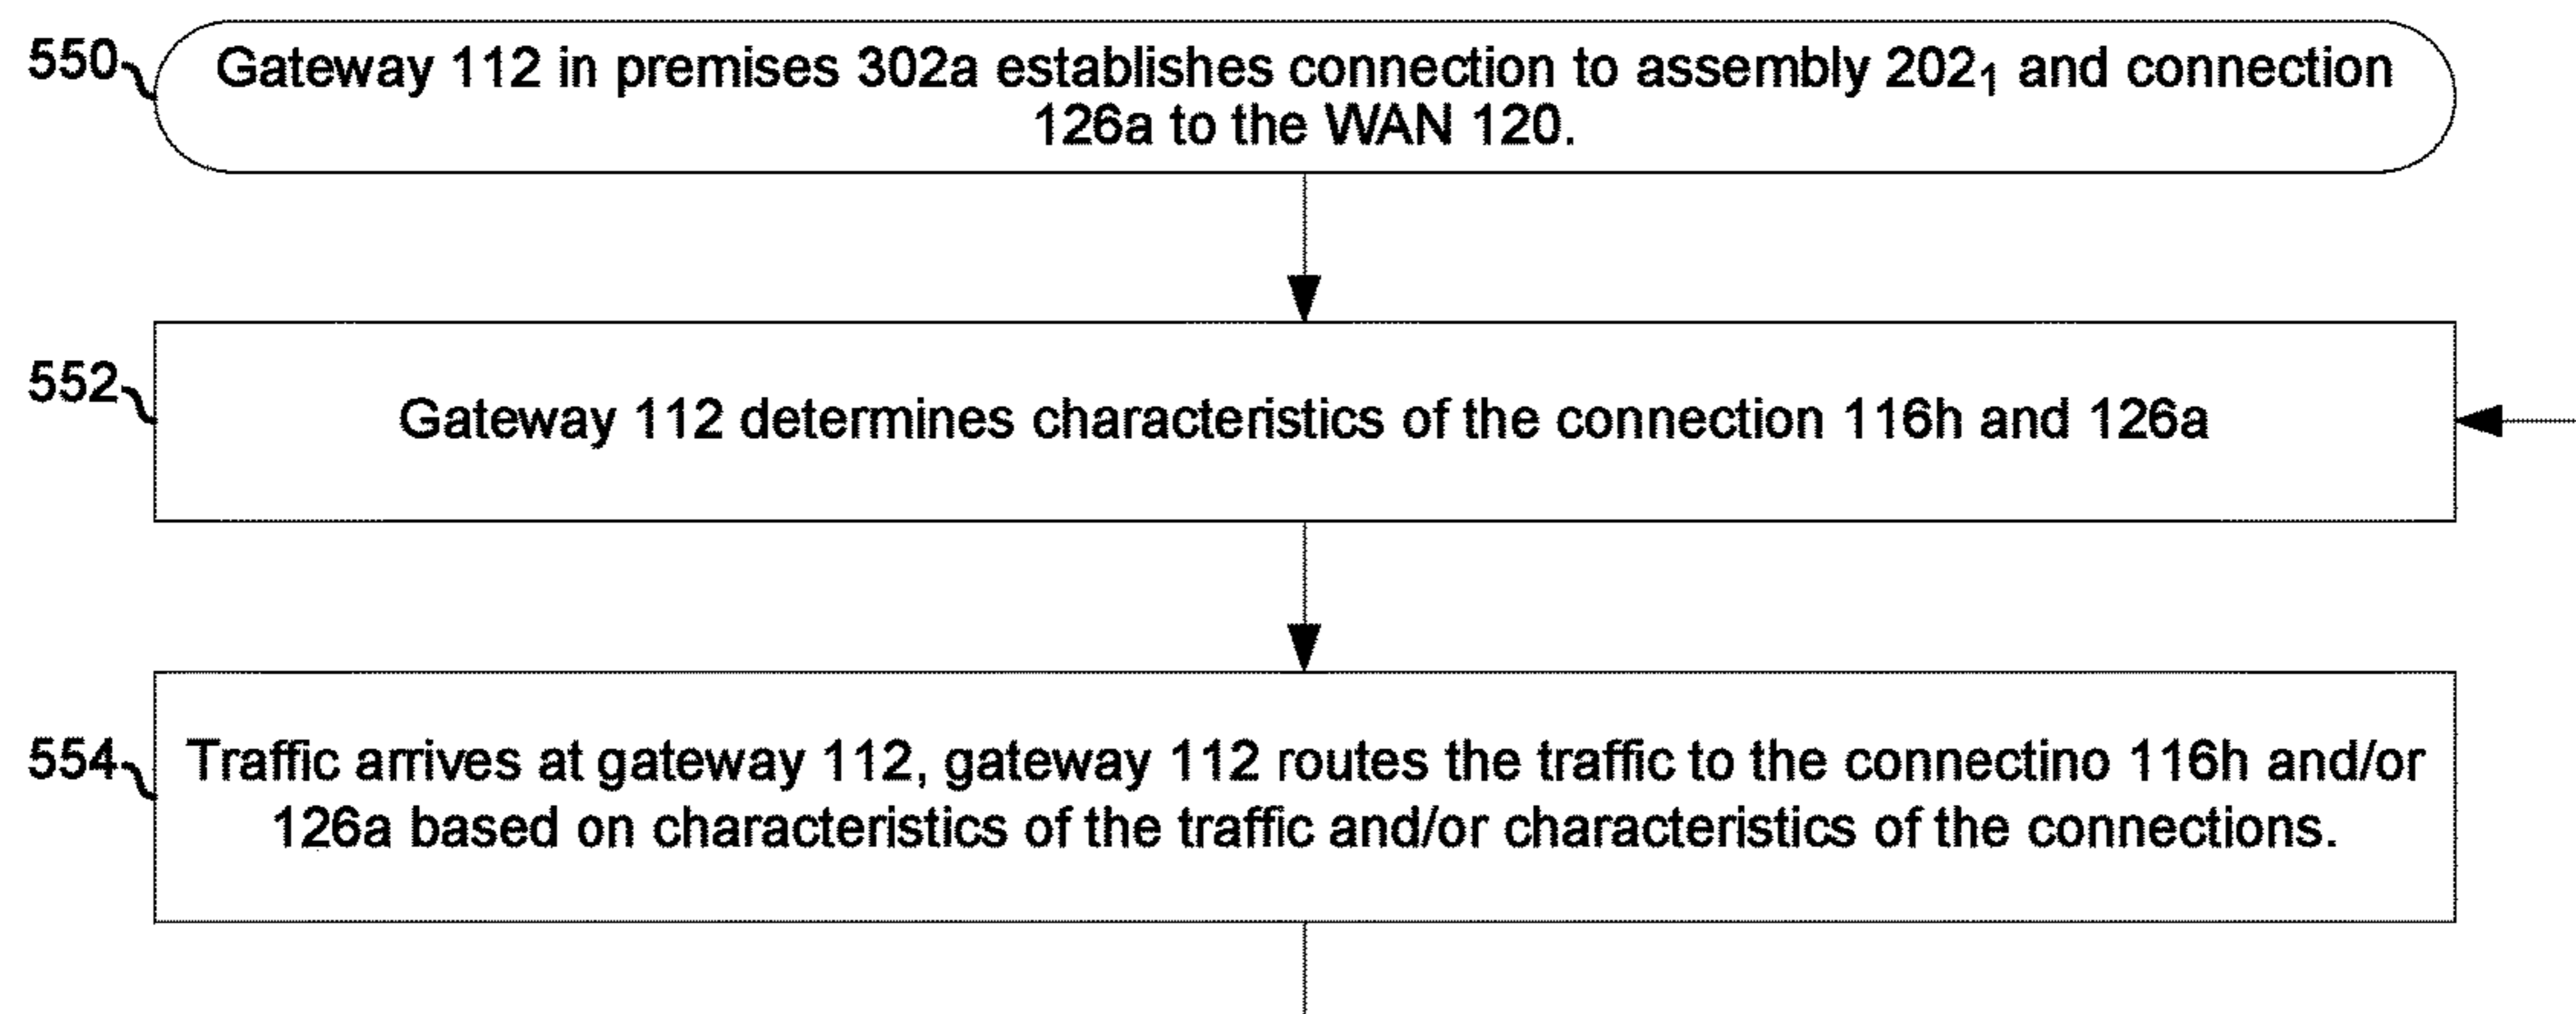 550
Gateway 112 in premises 302a establishes connection to assembly 202₁ and connection
126a to the WAN 120.
552
Gateway 112 determines characteristics of the connection 116h and 126a
554
Traffic arrives at gateway 112, gateway 112 routes the traffic to the connectino 116h and/or
126a based on characteristics of the traffic and/or characteristics of the connections.